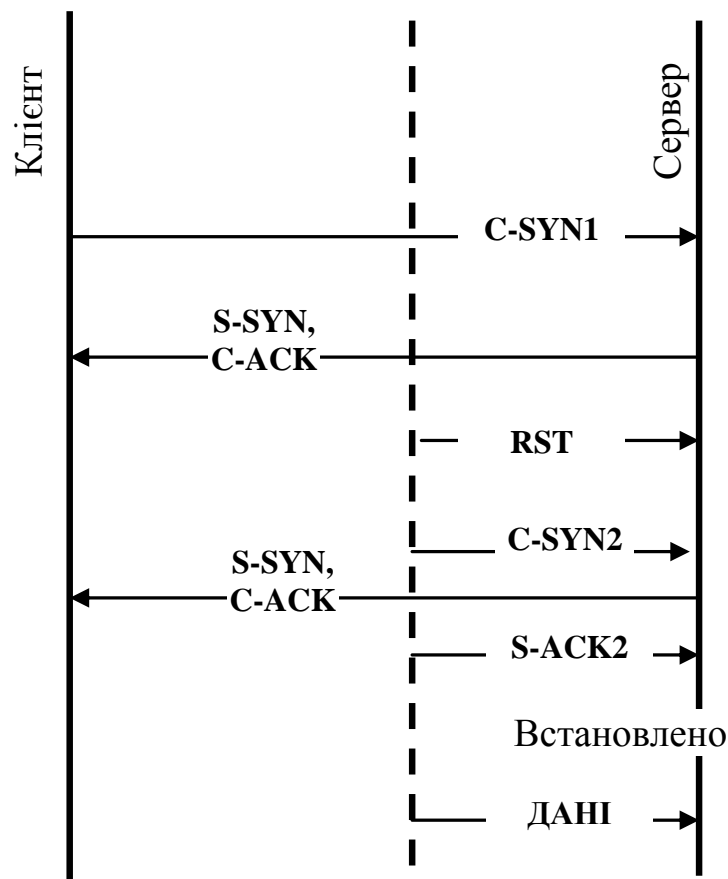 Клієнт
Сервер
C-SYN1
S-SYN,
C-ACK
RST
C-SYN2
S-SYN,
C-ACK
S-ACK2
Встановлено
ДАНІ